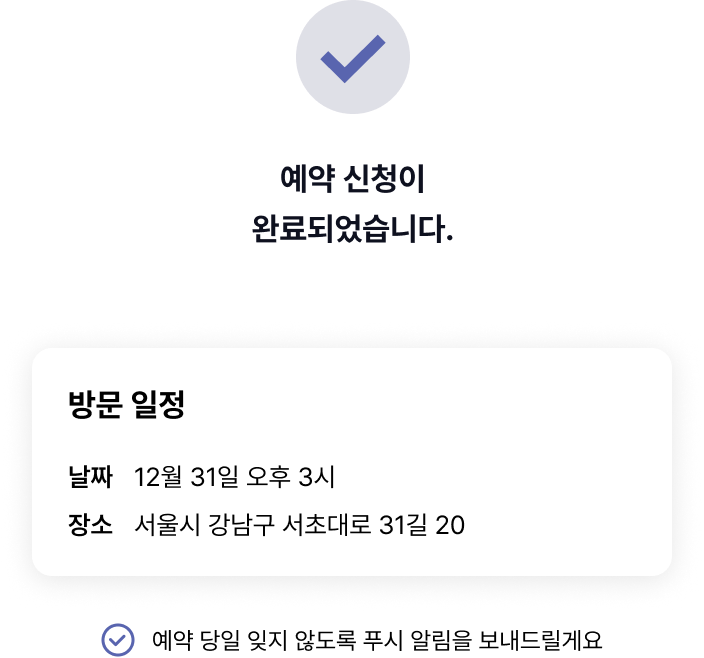 예약 신청이
완료되었습니다.
방문 일정
날짜 12월 31일 오후 3시
장소 서울시 강남구 서초대로 31길 20
예약 당일 잊지 않도록 푸시 알림을 보내드릴게요